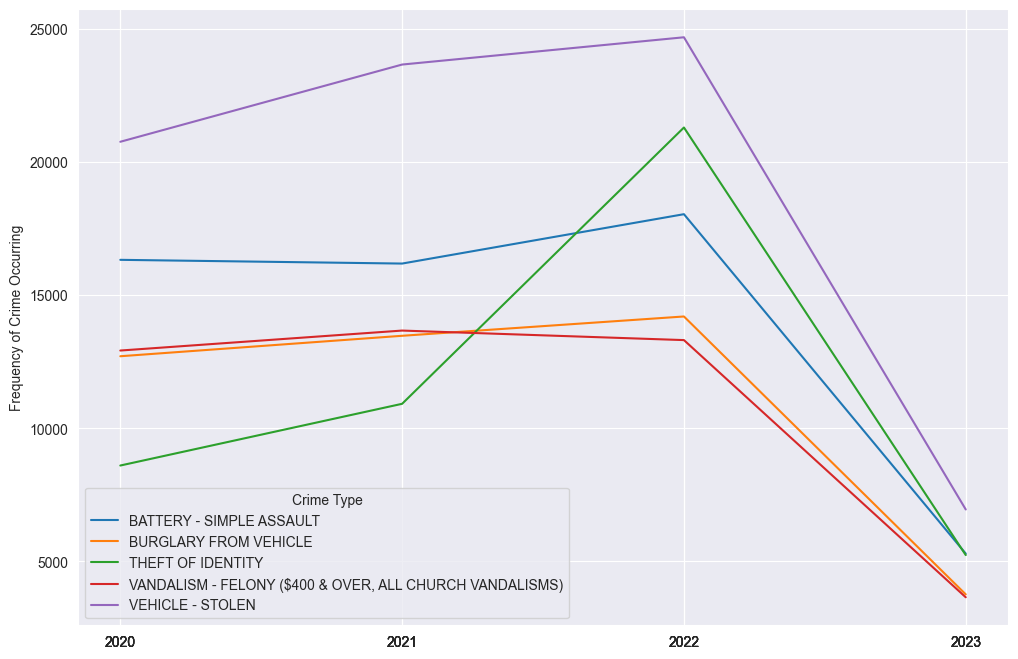 25000
20000
15000
10000
5000
Frequency of Crime Occurring
Crime Type
BATTERY - SIMPLE ASSAULT
BURGLARY FROM VEHICLE
THEFT OF IDENTITY
VANDALISM - FELONY ($400 & OVER, ALL CHURCH VANDALISMS)
VEHICLE - STOLEN
2020 2021 2022 2023